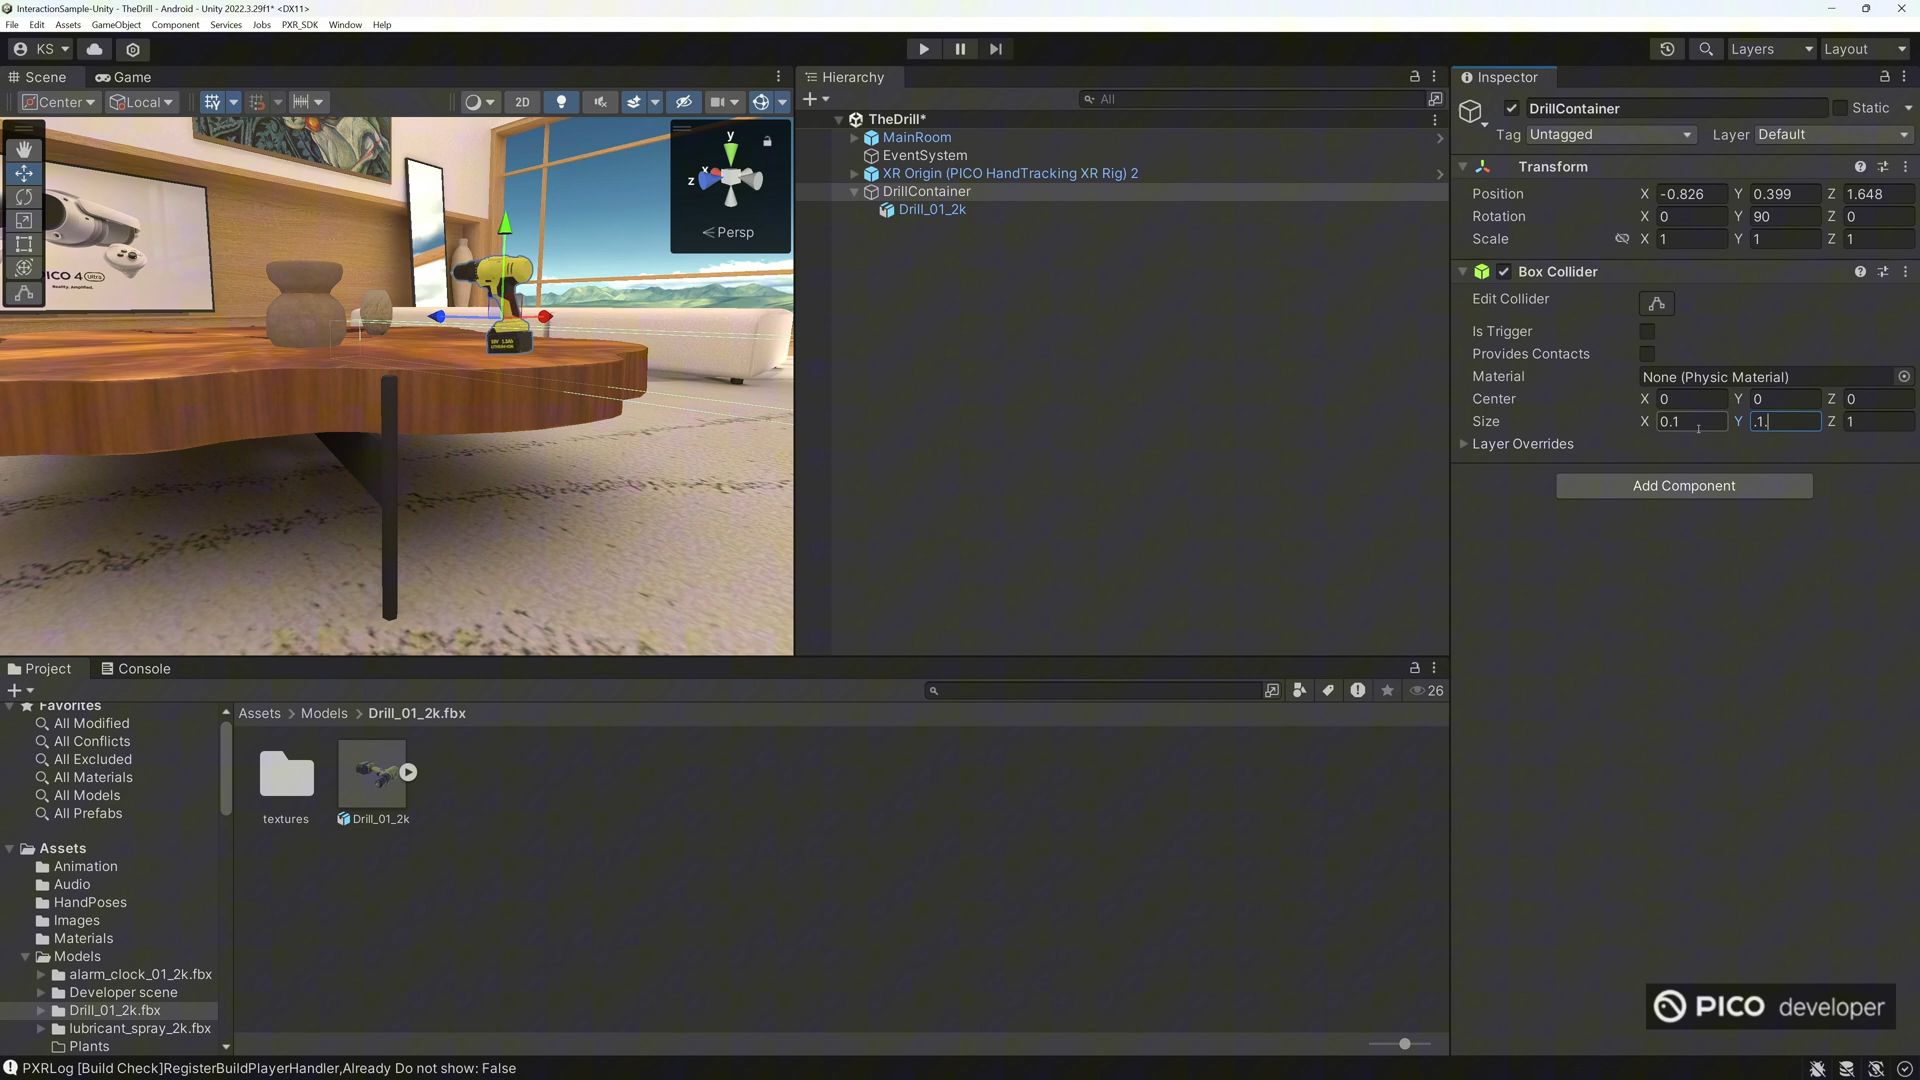 InteractionSample-Unity - TheDrill - Android - Unity 2022.3.29f1* <DX11>
File Edit Assets GameObject Component Services Jobs PXR_SDK Window Help
KS
Layers
Layout
Scene
Game
Hierarchy
Inspector
Center
Local
2D
All
DrillContainer
Static
Tag
Untagged
Layer
Default
TheDrill*
MainRoom
EventSystem
XR Origin (PICO HandTracking XR Rig) 2
DrillContainer
Drill_01_2k
y
x
z
Persp
ICO 4 Ultra
Reality, Amplified.
Transform
Position X -0.826 Y 0.399 Z 1.648
Rotation X 0 Y 90 Z 0
Scale X 1 Y 1 Z 1
Box Collider
Edit Collider
Is Trigger
Provides Contacts
Material None (Physic Material)
Center X 0 Y 0 Z 0
Size X 0.1 Y .1. Z 1
Layer Overrides
Add Component
Project
Console
26
Favorites
All Modified
All Conflicts
All Excluded
All Materials
All Models
All Prefabs
Assets
Animation
Audio
HandPoses
Images
Materials
Models
alarm_clock_01_2k.fbx
Developer scene
Drill_01_2k.fbx
lubricant_spray_2k.fbx
Plants
Assets > Models > Drill_01_2k.fbx
textures
Drill_01_2k
PICO developer
PXRLog [Build Check]RegisterBuildPlayerHandler,Already Do not show: False